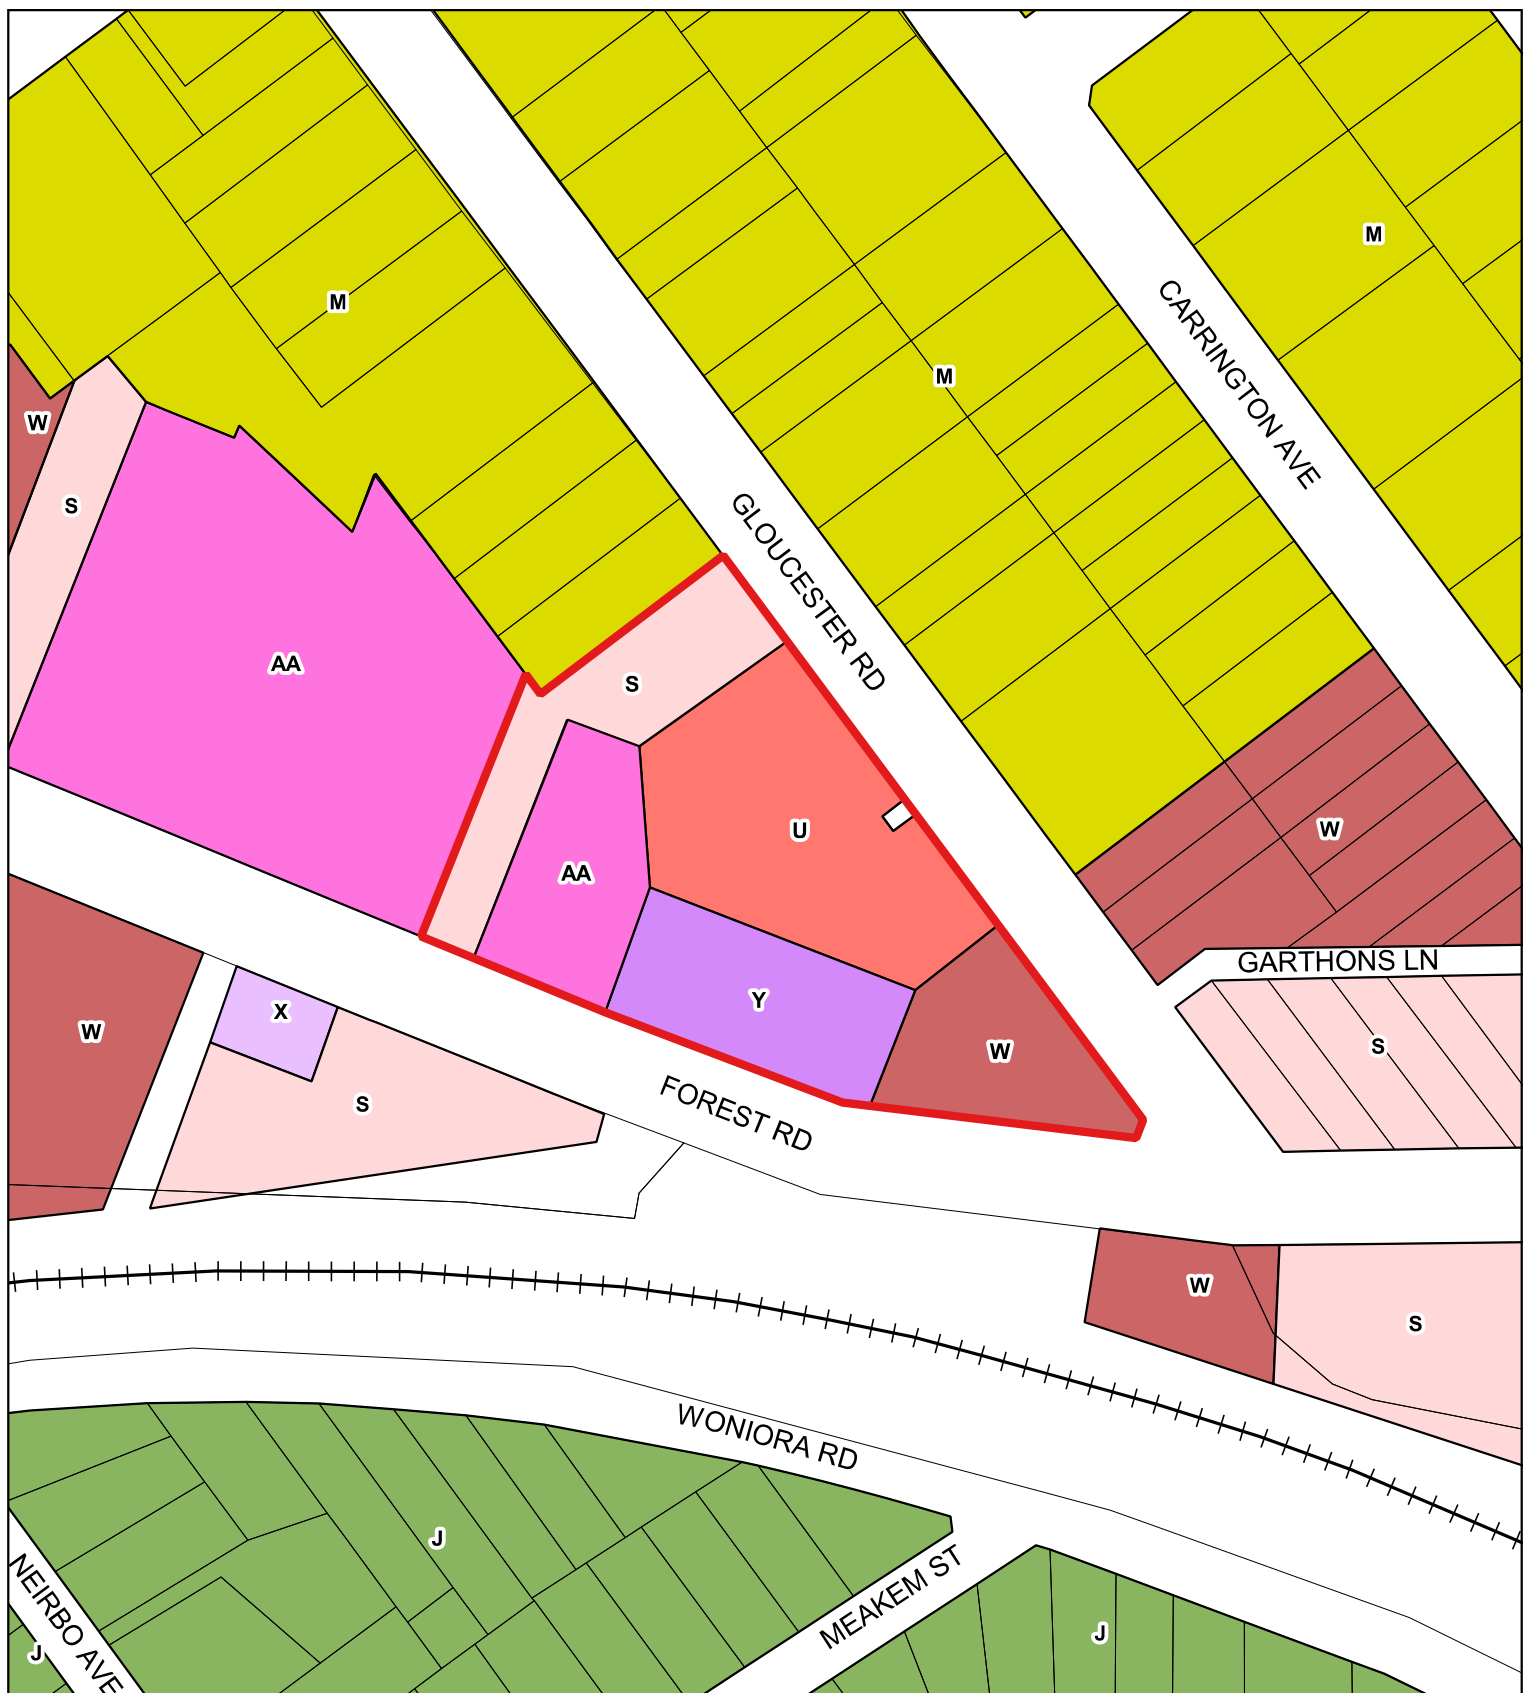 M
M
CARRINGTON AVE
M
W
S
GLOUCESTER RD
AA
S
U
W
AA
GARTHONS LN
Y
X
W
S
W
S
FOREST RD
W
S
WONIORA RD
J
MEAKEM ST
NEIRBO AVE
J
J